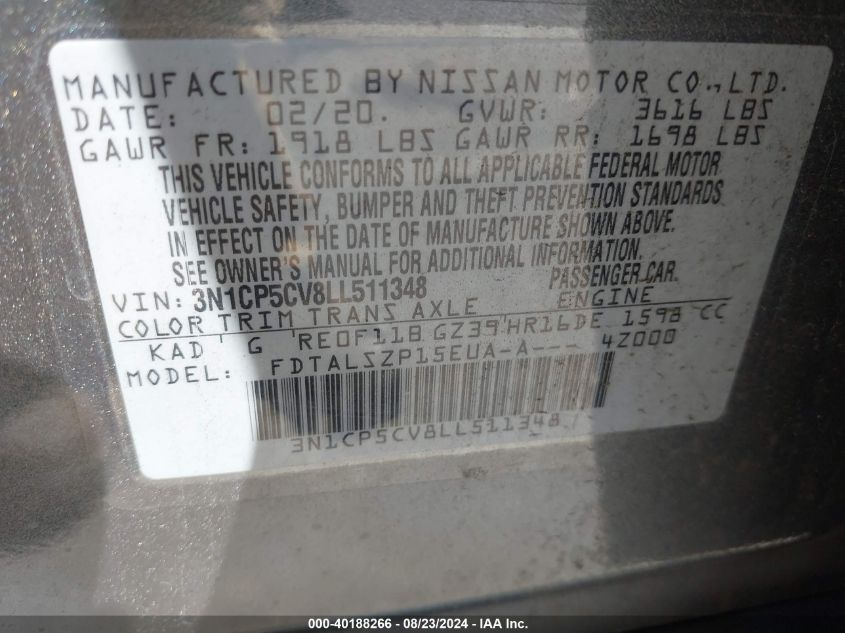 MANUFACTURED BY NISSAN MOTOR CO., LTD.
DATE: 02/20. GVWR: 3616 LBS
GAWR FR: 1918 LBS GAWR RR: 1698 LBS
THIS VEHICLE CONFORMS TO ALL APPLICABLE FEDERAL MOTOR
VEHICLE SAFETY, BUMPER AND THEFT PREVENTION STANDARDS
IN EFFECT ON THE DATE OF MANUFACTURE SHOWN ABOVE.
SEE OWNER'S MANUAL FOR ADDITIONAL INFORMATION.
VIN: 3N1CP5CV8LL511348 PASSENGER CAR.
COLOR TRIM TRANS AXLE ENGINE
KAD G RE0F11B GZ39 HR16DE 1598 CC
MODEL: FDTALSZP15EUA-A--- 4Z000
3N1CP5CV8LL511348
000-40188266 - 08/23/2024 - IAAI.com